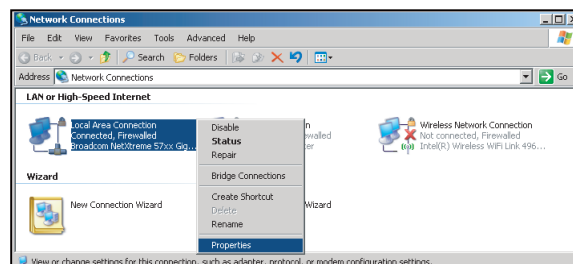 Network Connections
File Edit View Favorites Tools Advanced Help
Back Search Folders
Address Network Connections Go
LAN or High-Speed Internet
Local Area Connection
Connected, Firewalled
Broadcom NetXtreme 57xx Gig...
Disable
Status
Repair
Bridge Connections
Create Shortcut
Delete
Rename
Properties
Wireless Network Connection
Not connected, Firewalled
Intel(R) Wireless WiFi Link 496...
Wizard
New Connection Wizard
Wizard
View or change settings for this connection, such as adapter, protocol, or modem configuration settings.